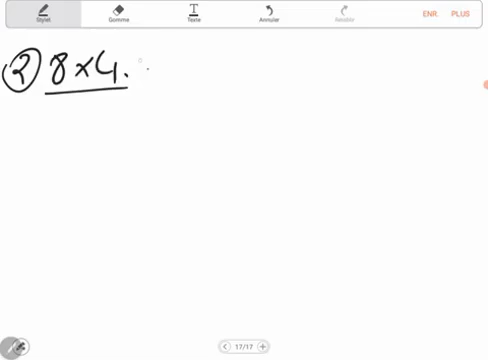 Stylet Gomme Texte Annuler Rétablir ENR. PLUS
② 8 × 4.
17/17